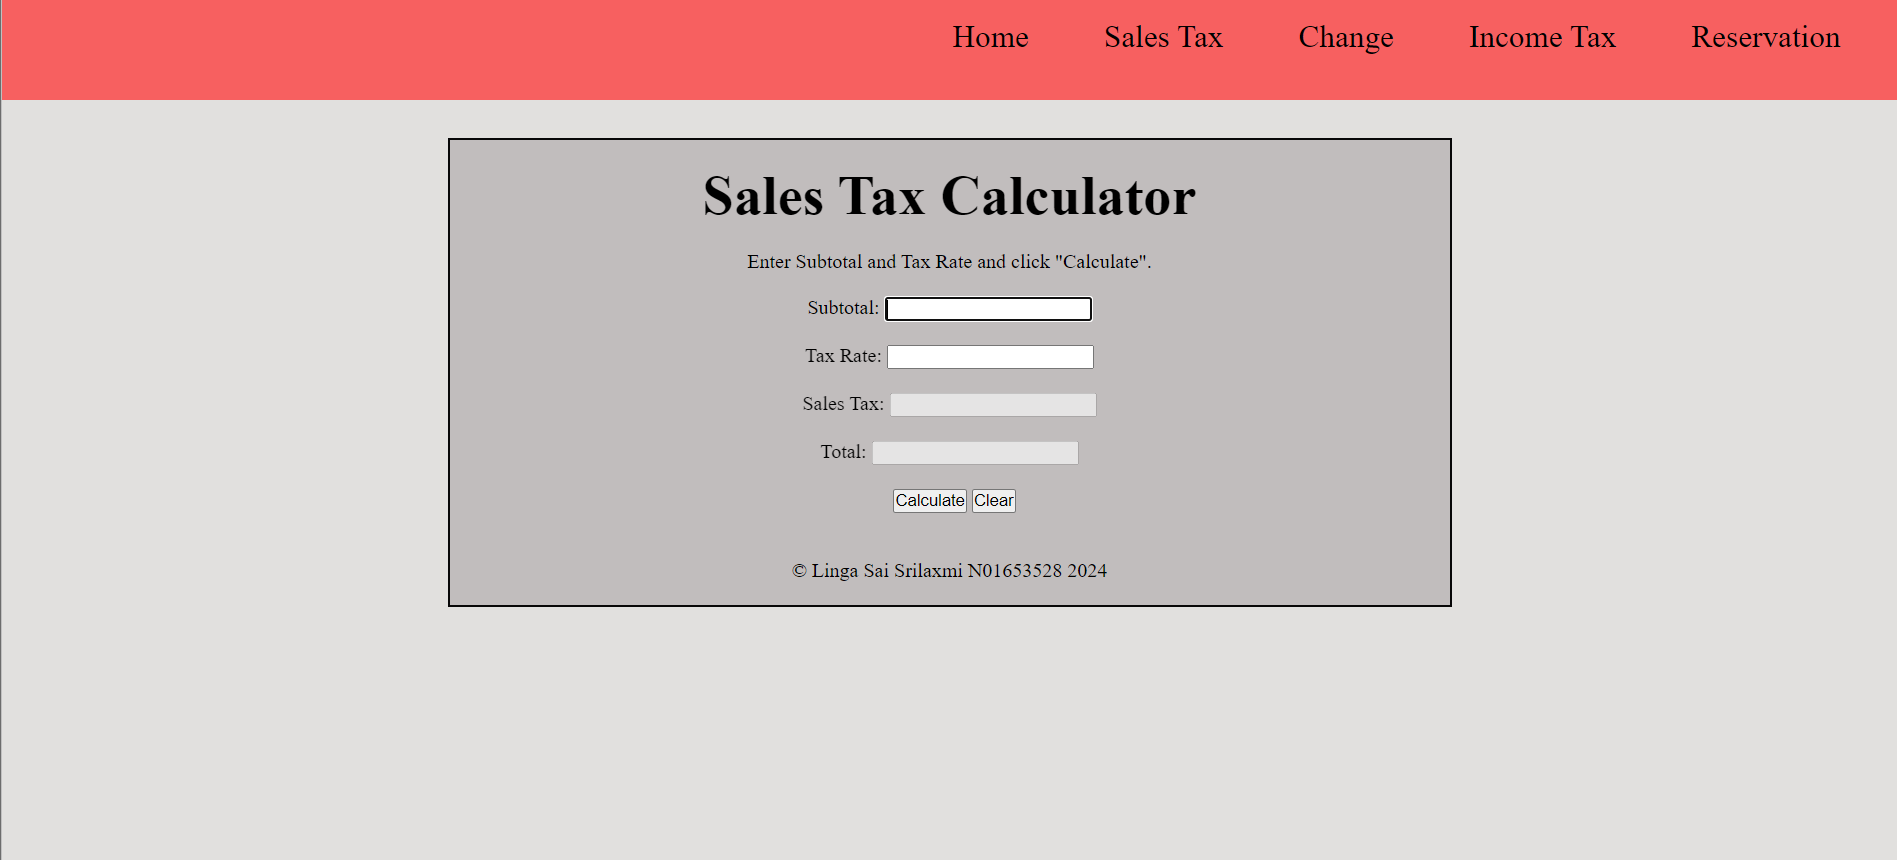 Home Sales Tax Change Income Tax Reservation
Sales Tax Calculator
Enter Subtotal and Tax Rate and click "Calculate".
Subtotal:
Tax Rate:
Sales Tax:
Total:
Calculate Clear
© Linga Sai Srilaxmi N01653528 2024